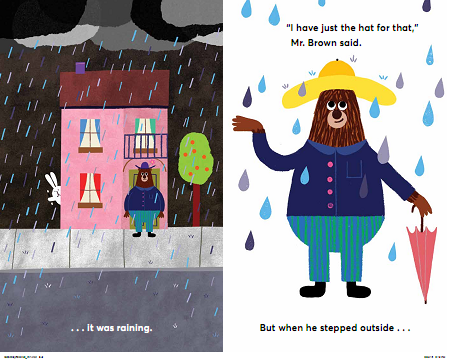 . . . it was raining.
“I have just the hat for that,”
Mr. Brown said.
But when he stepped outside . . .